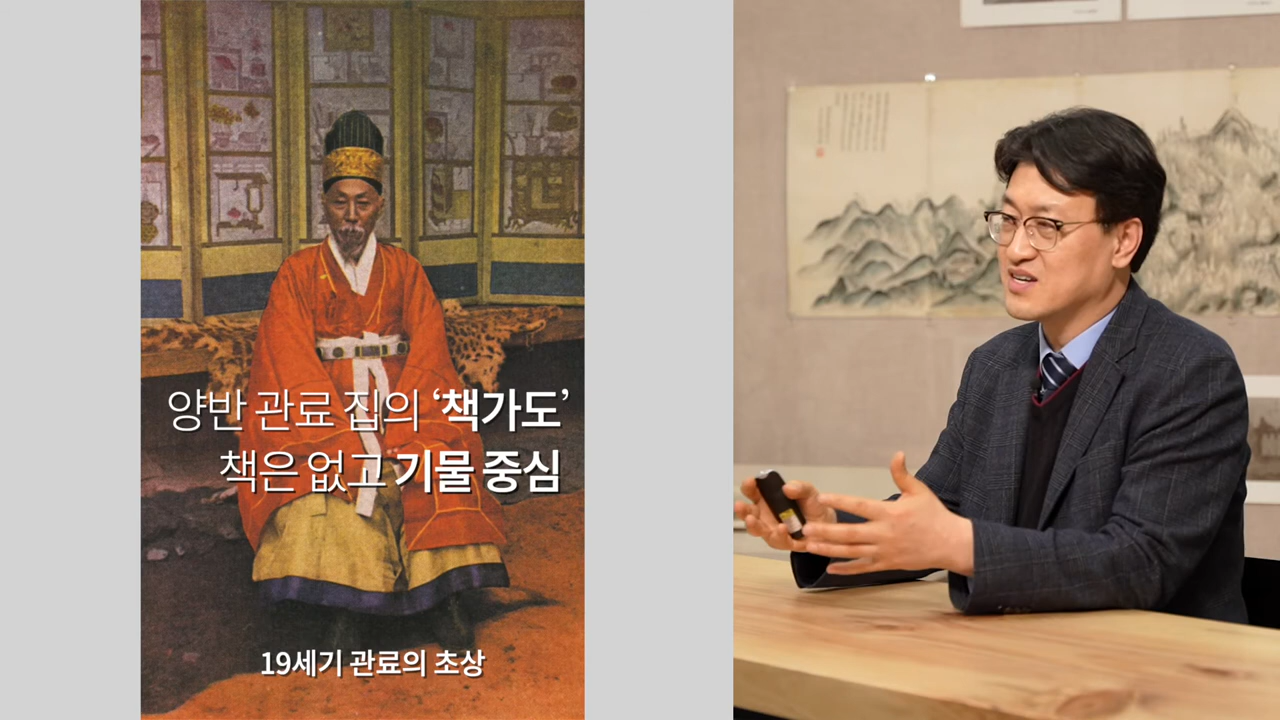 양반 관료 집의 ‘책가도’
책은 없고 기물 중심
19세기 관료의 초상